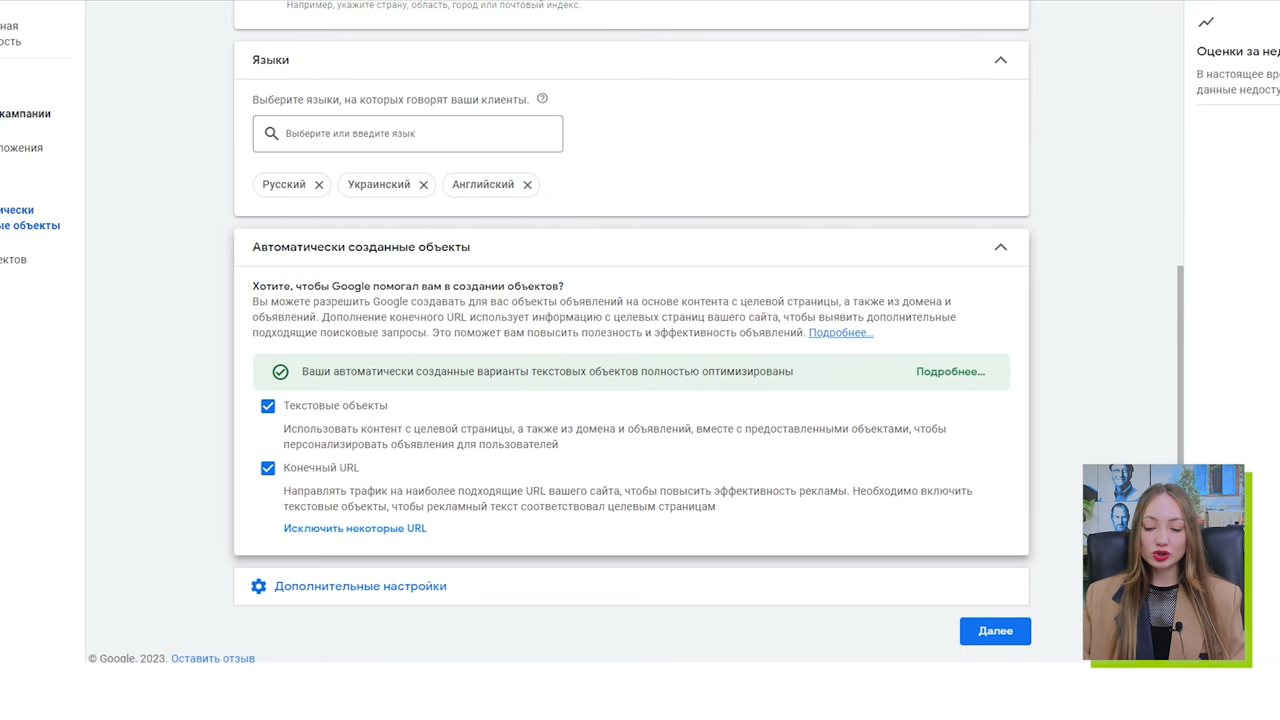 Например, укажите страну, область, город или почтовый индекс.
ная
ость
кампании
ложения
ически
ые объекты
ектов
Языки
Выберите языки, на которых говорят ваши клиенты.
Выберите или введите язык
Русский
Украинский
Английский
Автоматически созданные объекты
Хотите, чтобы Google помогал вам в создании объектов?
Вы можете разрешить Google создавать для вас объекты объявлений на основе контента с целевой страницы, а также из домена и
объявлений. Дополнение конечного URL использует информацию с целевых страниц вашего сайта, чтобы выявить дополнительные
подходящие поисковые запросы. Это поможет вам повысить полезность и эффективность объявлений. Подробнее...
Ваши автоматически созданные варианты текстовых объектов полностью оптимизированы Подробнее...
Текстовые объекты
Использовать контент с целевой страницы, а также из домена и объявлений, вместе с предоставленными объектами, чтобы
персонализировать объявления для пользователей
Конечный URL
Направлять трафик на наиболее подходящие URL вашего сайта, чтобы повысить эффективность рекламы. Необходимо включить
текстовые объекты, чтобы рекламный текст соответствовал целевым страницам
Исключить некоторые URL
Дополнительные настройки
Далее
© Google, 2023. Оставить отзыв
Оценки за нед
В настоящее вре
данные недосту